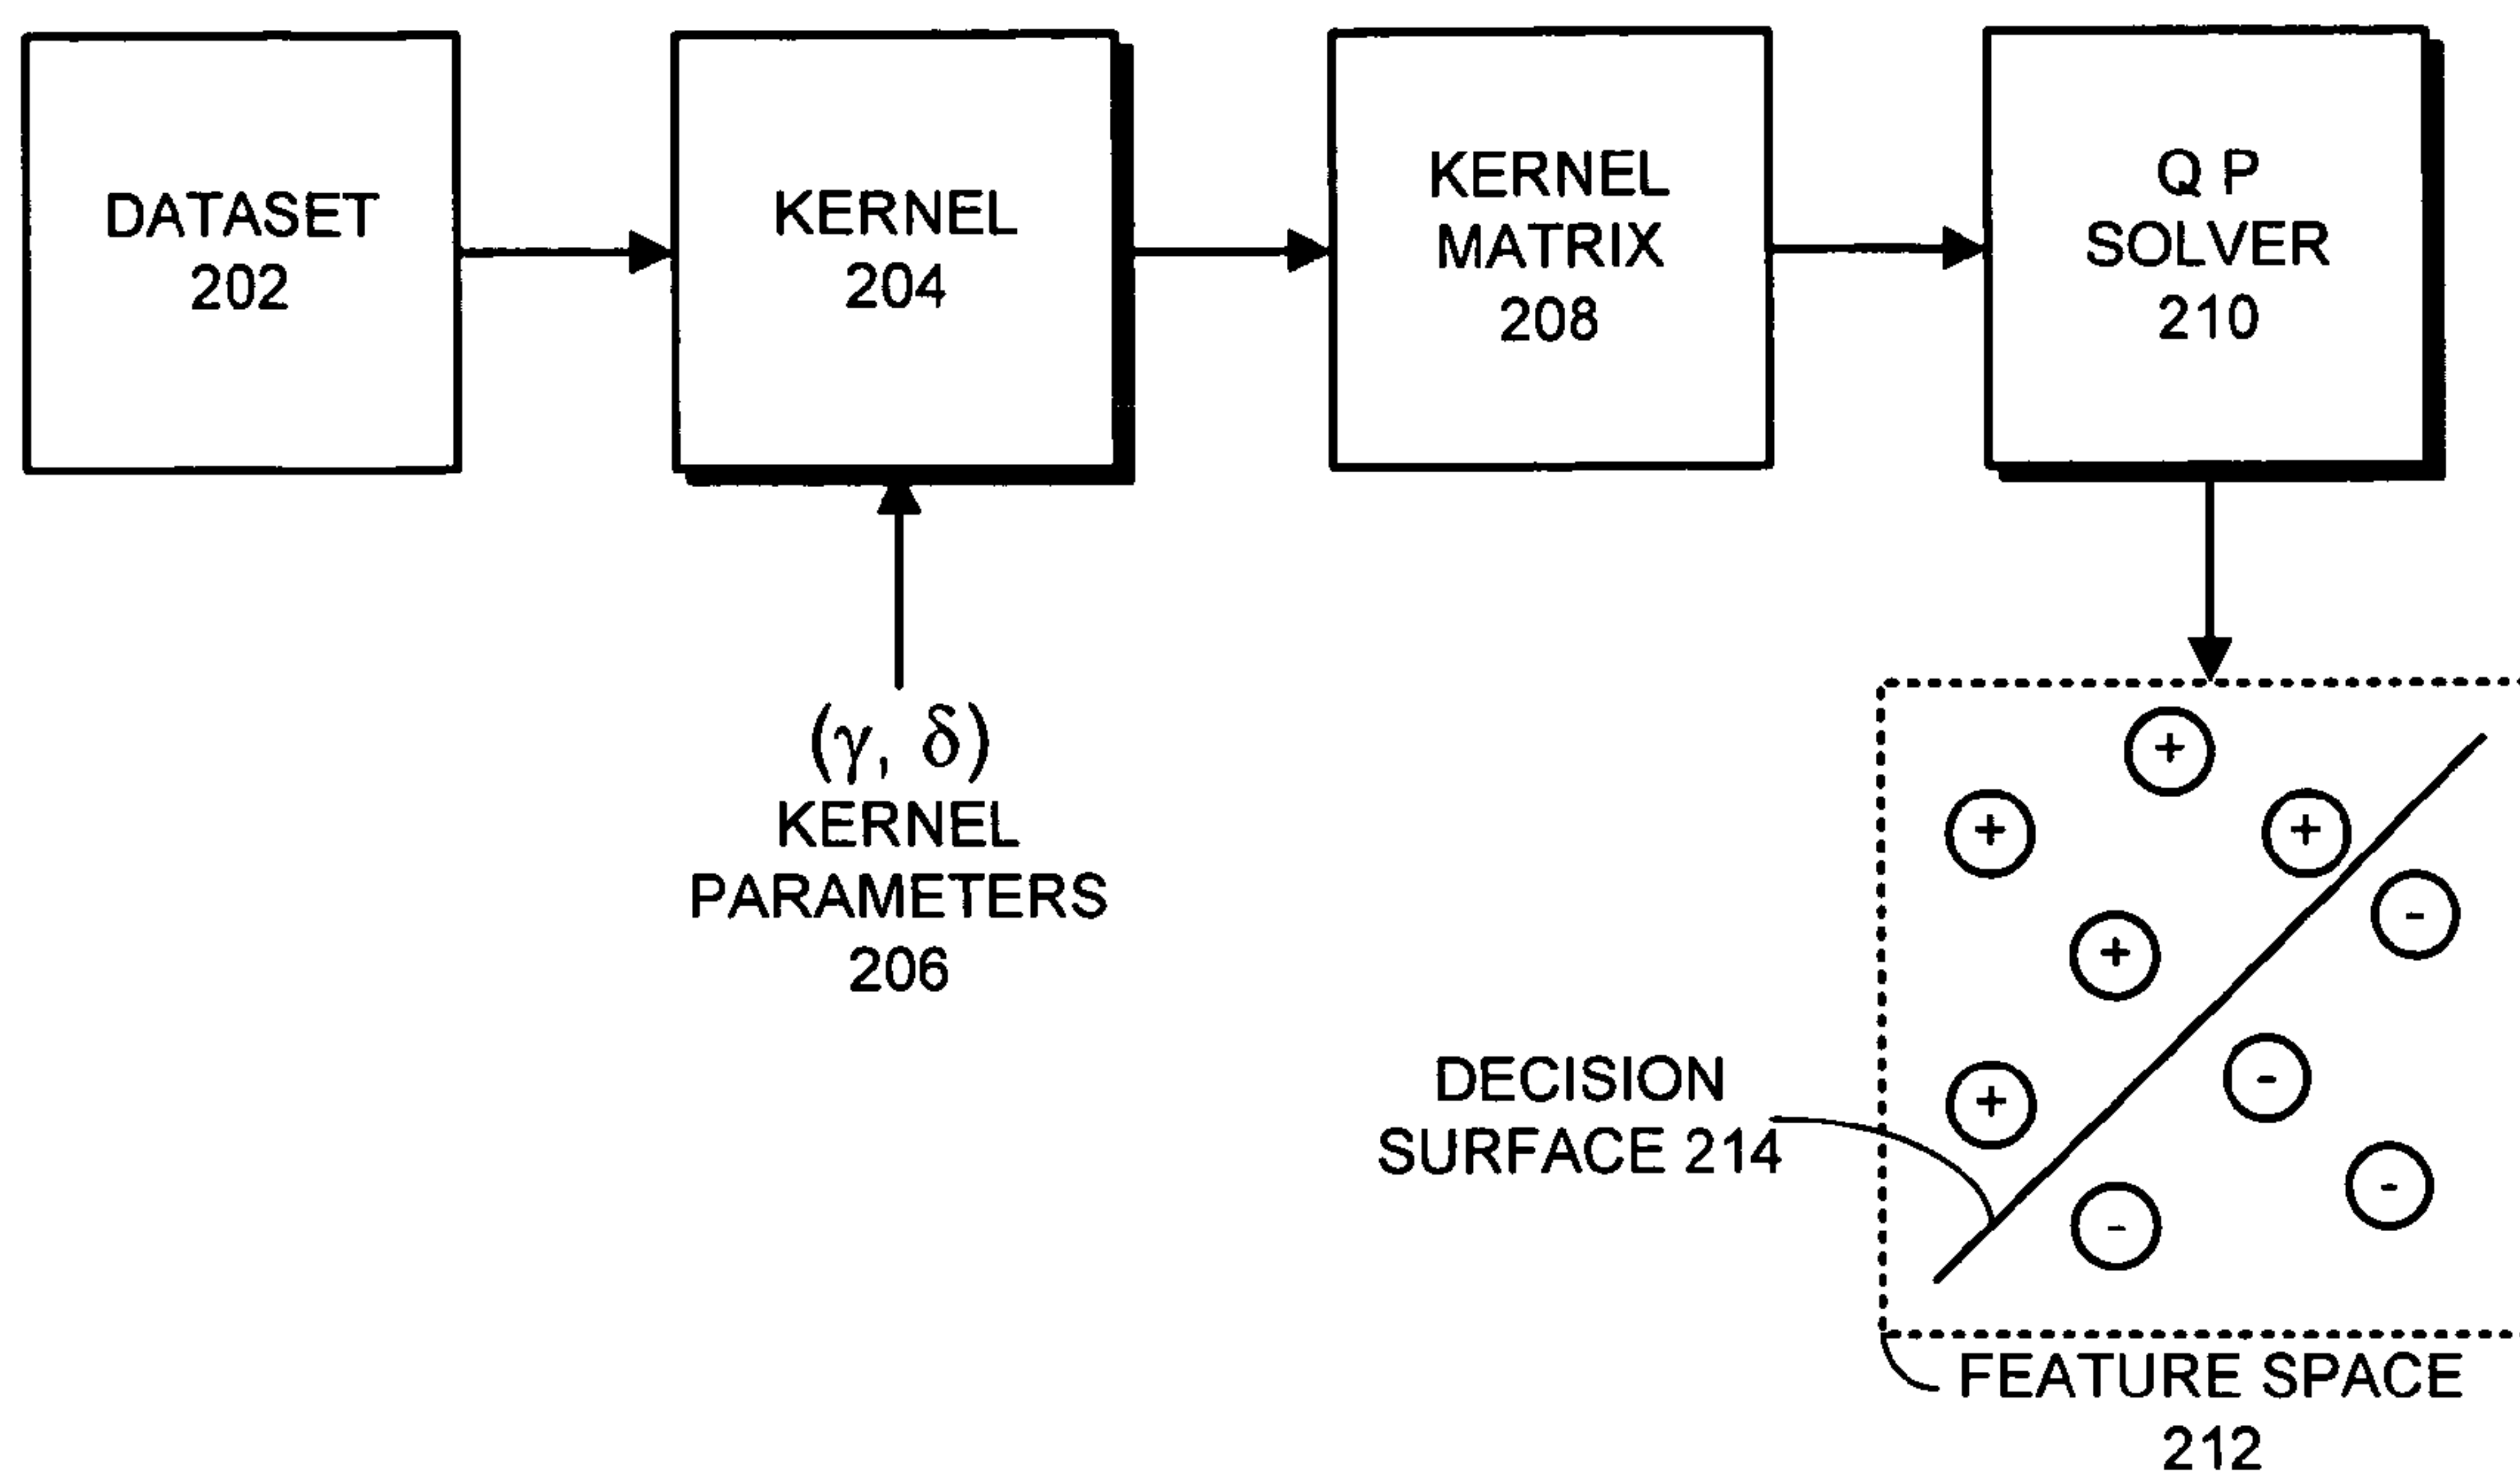 DATASET
202
KERNEL
204
KERNEL
MATRIX
208
Q P
SOLVER
210
(γ, δ)
KERNEL
PARAMETERS
206
+
+
+
-
+
DECISION
SURFACE 214
+
-
-
-
FEATURE SPACE
212